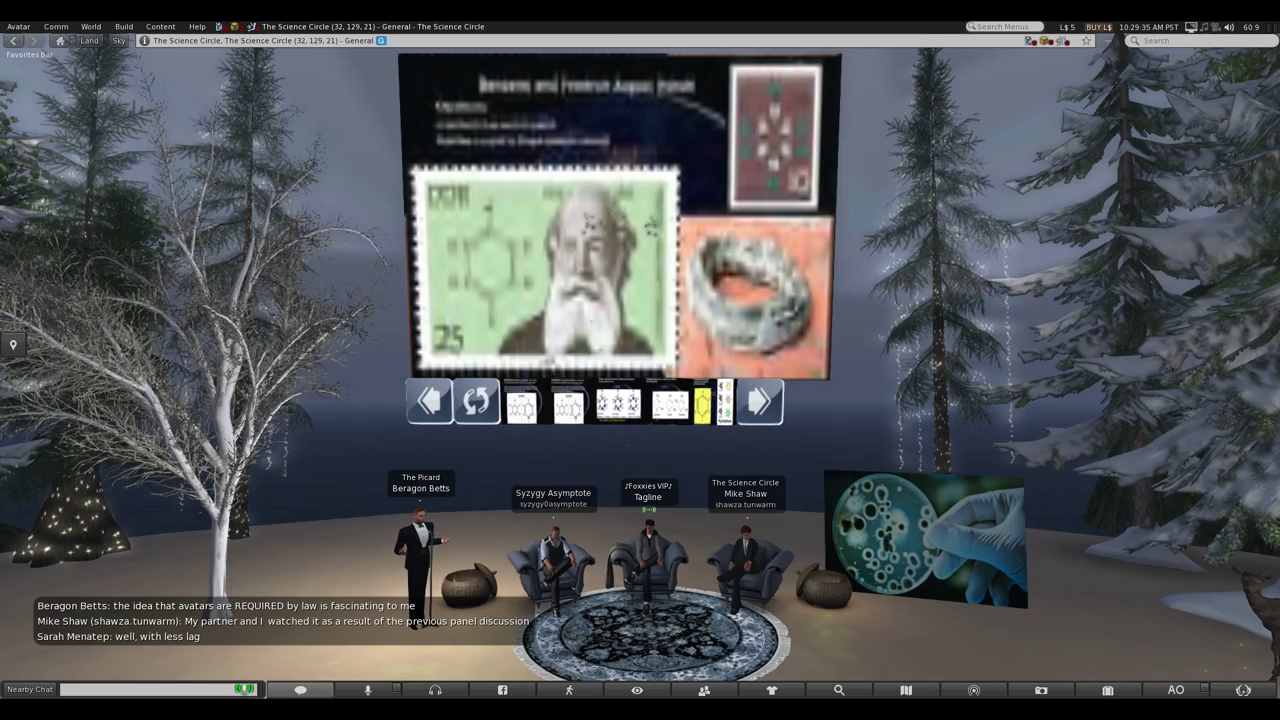 Avatar Comm World Build Content Help The Science Circle (32, 129, 21) - General - The Science Circle Search Menus L$ 5 BUY L$ 10:29:35 AM PST 60.9
Land Sky The Science Circle, The Science Circle (32, 129, 21) - General G Search
Favorites Bar
DDR
25
The Picard
Beragon Betts
Syzygy Asymptote
syzygy0asymptote
♪Foxxies VIP♪
Tagline
The Science Circle
Mike Shaw
shawza.tunwarm
Beragon Betts: the idea that avatars are REQUIRED by law is fascinating to me
Mike Shaw (shawza.tunwarm): My partner and I watched it as a result of the previous panel discussion
Sarah Menatep: well, with less lag
Nearby Chat AO